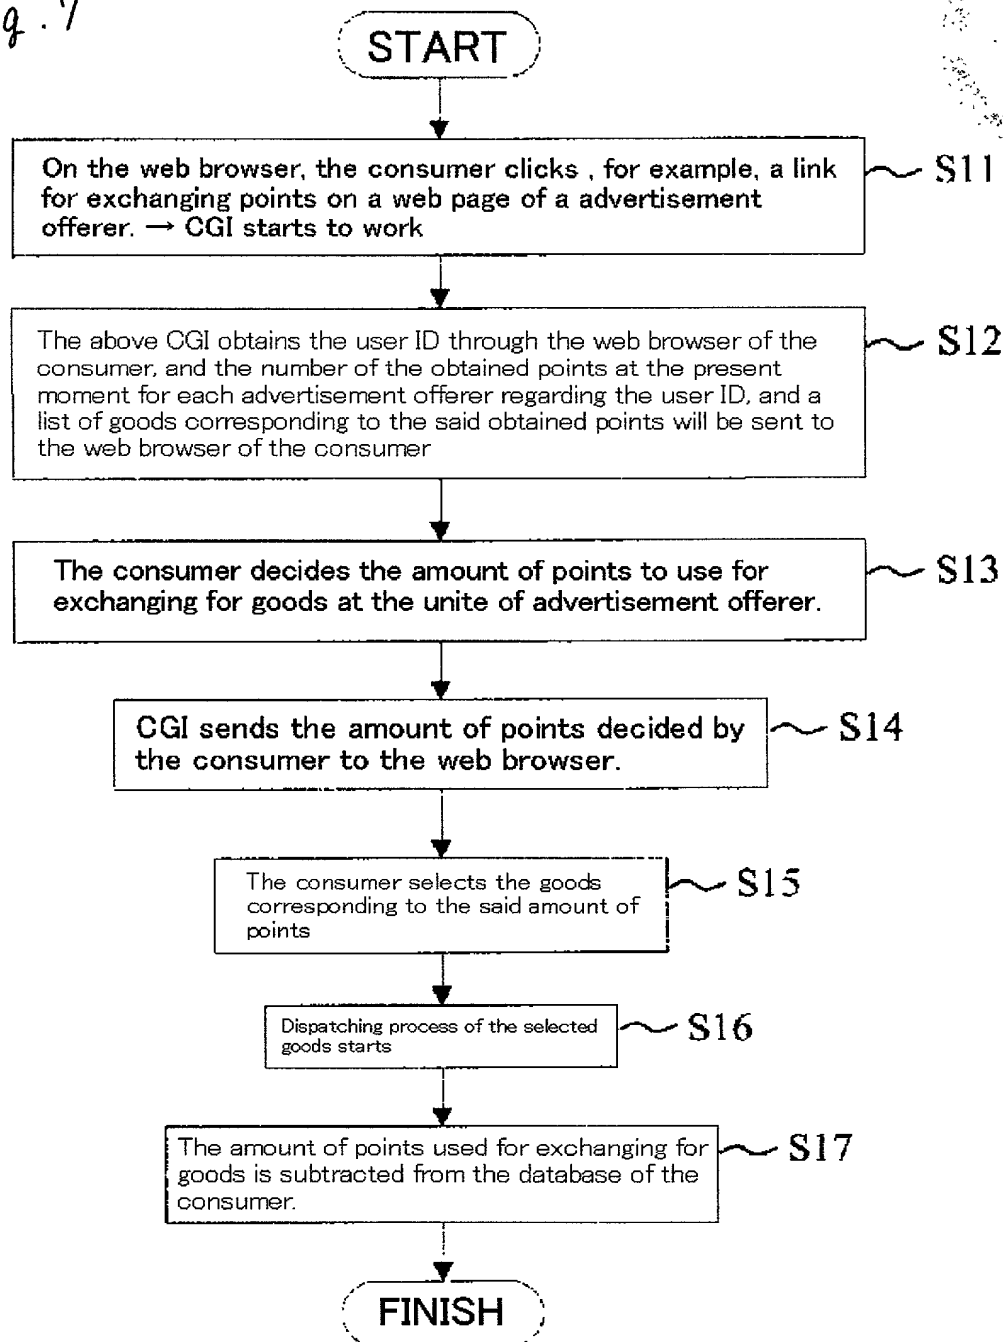 g. 7
START
On the web browser, the consumer clicks , for example, a link
for exchanging points on a web page of a advertisement
offerer. → CGI starts to work
S11
The above CGI obtains the user ID through the web browser of the
consumer, and the number of the obtained points at the present
moment for each advertisement offerer regarding the user ID, and a
list of goods corresponding to the said obtained points will be sent to
the web browser of the consumer
S12
The consumer decides the amount of points to use for
exchanging for goods at the unite of advertisement offerer.
S13
CGI sends the amount of points decided by
the consumer to the web browser.
S14
The consumer selects the goods
corresponding to the said amount of
points
S15
Dispatching process of the selected
goods starts
S16
The amount of points used for exchanging for
goods is subtracted from the database of the
consumer.
S17
FINISH